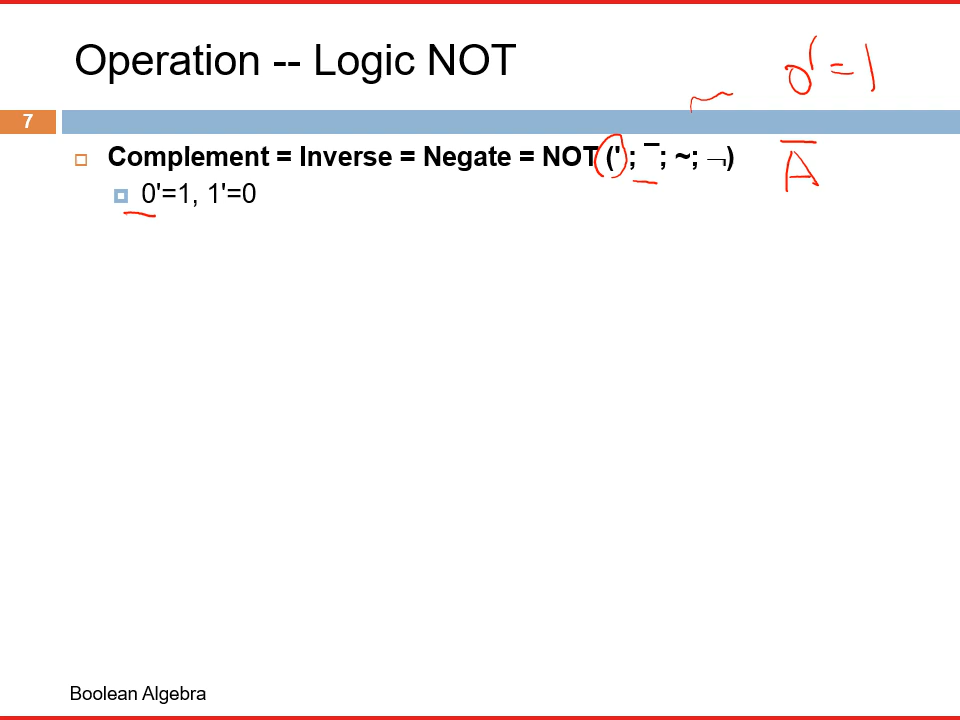 Operation -- Logic NOT
0'=1
7
Complement = Inverse = Negate = NOT ('; ¯; ~; ¬)
A̅
0'=1, 1'=0
Boolean Algebra